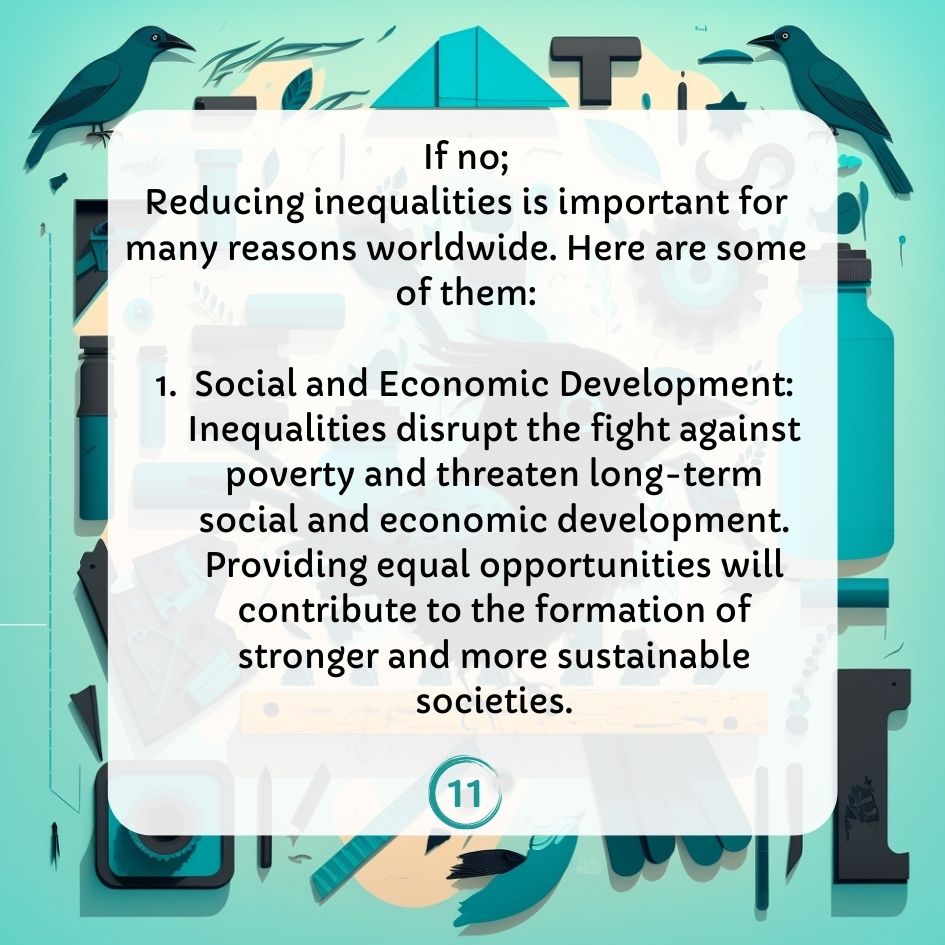 If no;
Reducing inequalities is important for
many reasons worldwide. Here are some
of them:
1. Social and Economic Development:
Inequalities disrupt the fight against
poverty and threaten long-term
social and economic development.
Providing equal opportunities will
contribute to the formation of
stronger and more sustainable
societies.
11